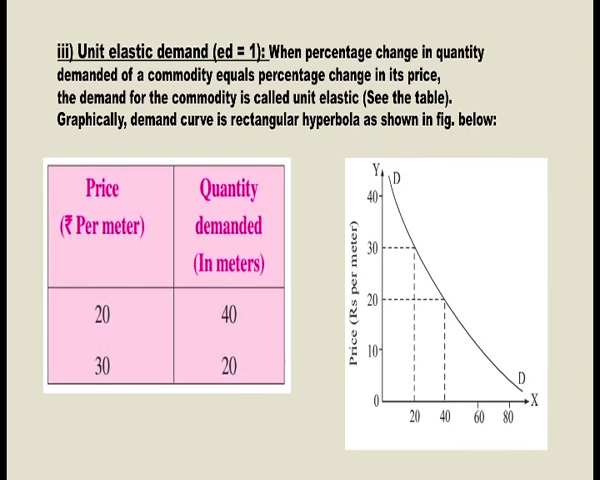 iii) Unit elastic demand (ed = 1): When percentage change in quantity
demanded of a commodity equals percentage change in its price,
the demand for the commodity is called unit elastic (See the table).
Graphically, demand curve is rectangular hyperbola as shown in fig. below:
Price Quantity
(₹ Per meter) demanded
(In meters)
20 40
30 20
Y D
40
30
20
10
0
Price (Rs per meter)
D
X
20 40 60 80